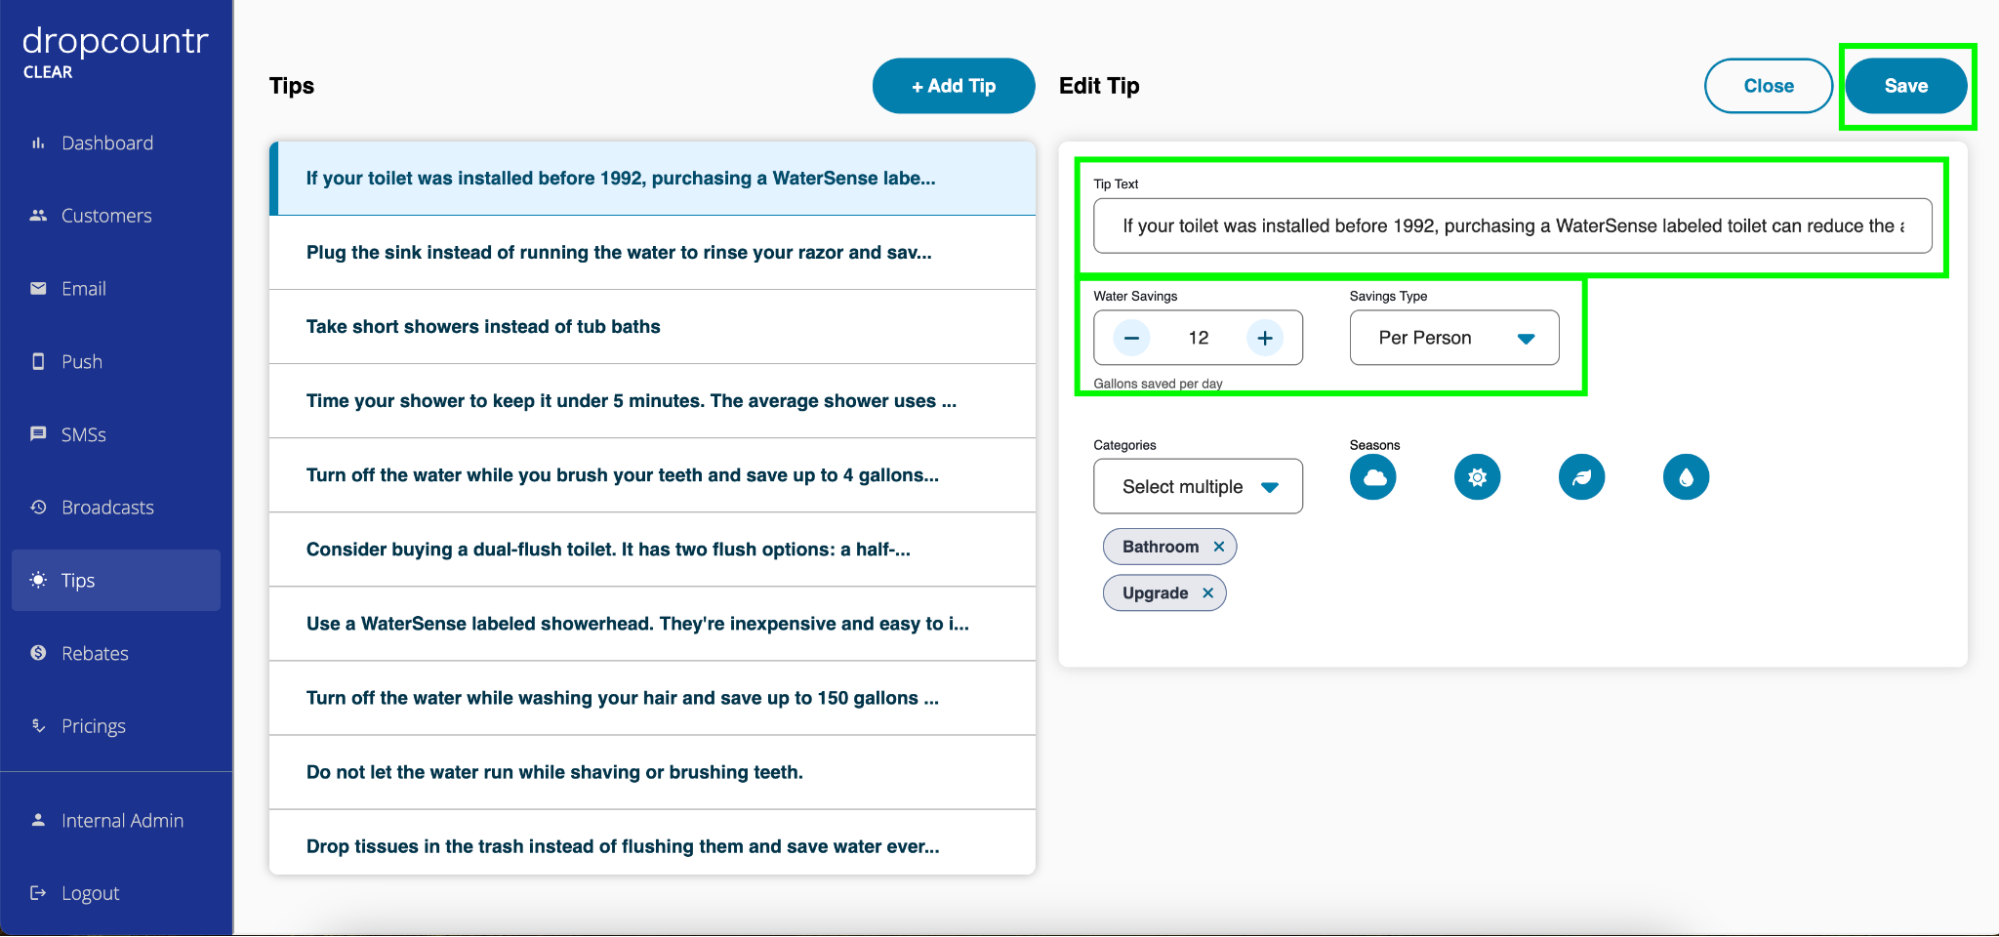 dropcountr
CLEAR
Dashboard
Customers
Email
Push
SMSs
Broadcasts
Tips
Rebates
Pricings
Internal Admin
Logout
Tips
+ Add Tip
If your toilet was installed before 1992, purchasing a WaterSense labe...
Plug the sink instead of running the water to rinse your razor and sav...
Take short showers instead of tub baths
Time your shower to keep it under 5 minutes. The average shower uses ...
Turn off the water while you brush your teeth and save up to 4 gallons...
Consider buying a dual-flush toilet. It has two flush options: a half-...
Use a WaterSense labeled showerhead. They're inexpensive and easy to i...
Turn off the water while washing your hair and save up to 150 gallons ...
Do not let the water run while shaving or brushing teeth.
Drop tissues in the trash instead of flushing them and save water ever...
Edit Tip
Close
Save
Tip Text
If your toilet was installed before 1992, purchasing a WaterSense labeled toilet can reduce the
Water Savings
Savings Type
− 12 +
Per Person
Gallons saved per day
Categories
Seasons
Select multiple
Bathroom ×
Upgrade ×